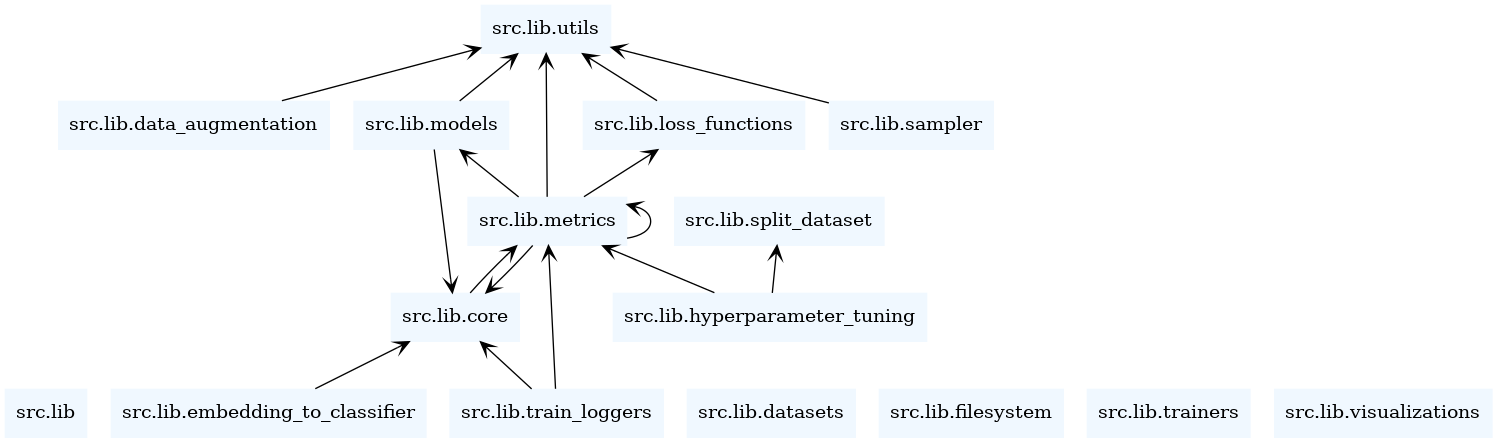 src.lib.utils
src.lib.data_augmentation
src.lib.models
src.lib.loss_functions
src.lib.sampler
src.lib.metrics
src.lib.split_dataset
src.lib.core
src.lib.hyperparameter_tuning
src.lib
src.lib.embedding_to_classifier
src.lib.train_loggers
src.lib.datasets
src.lib.filesystem
src.lib.trainers
src.lib.visualizations